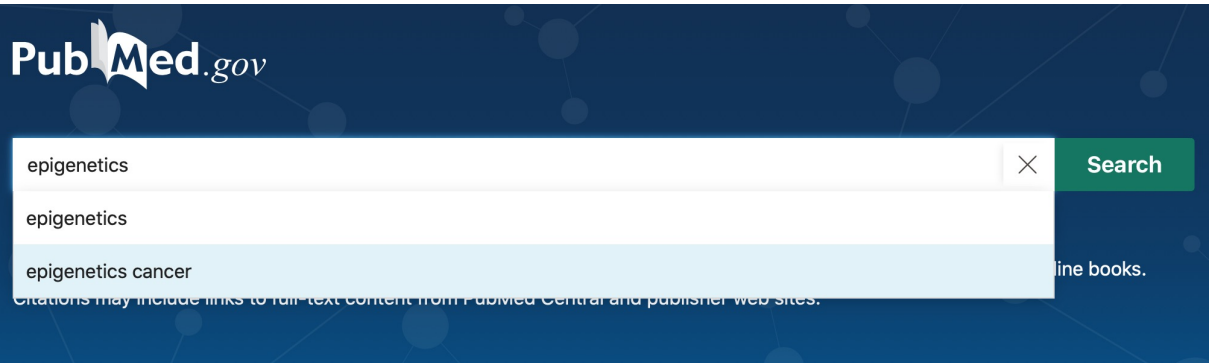 PubMed.gov
epigenetics
Search
epigenetics
epigenetics cancer
line books.
Citations may include links to full-text content from PubMed Central and publisher web sites.